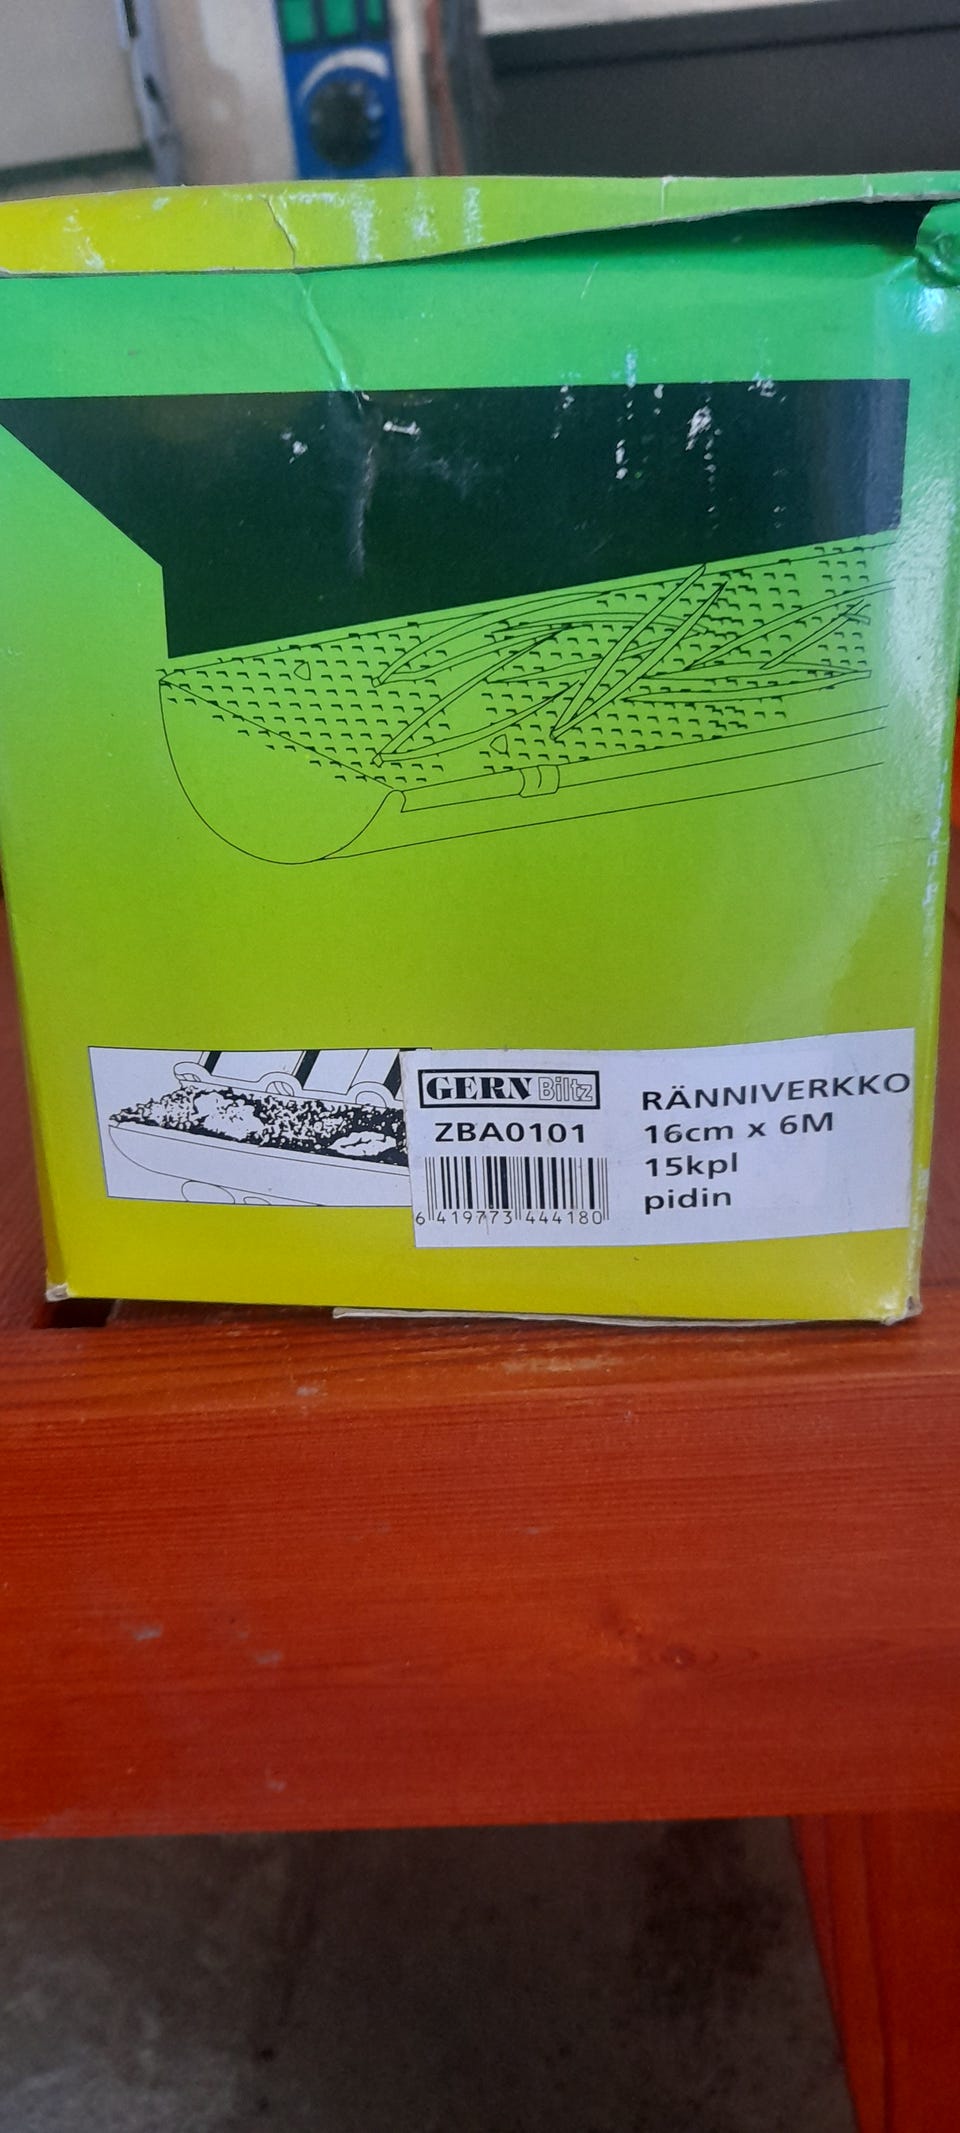 GERN Biltz
ZBA0101
6 419773 444180
RÄNNIVERKKO
16cm x 6M
15kpl
pidin